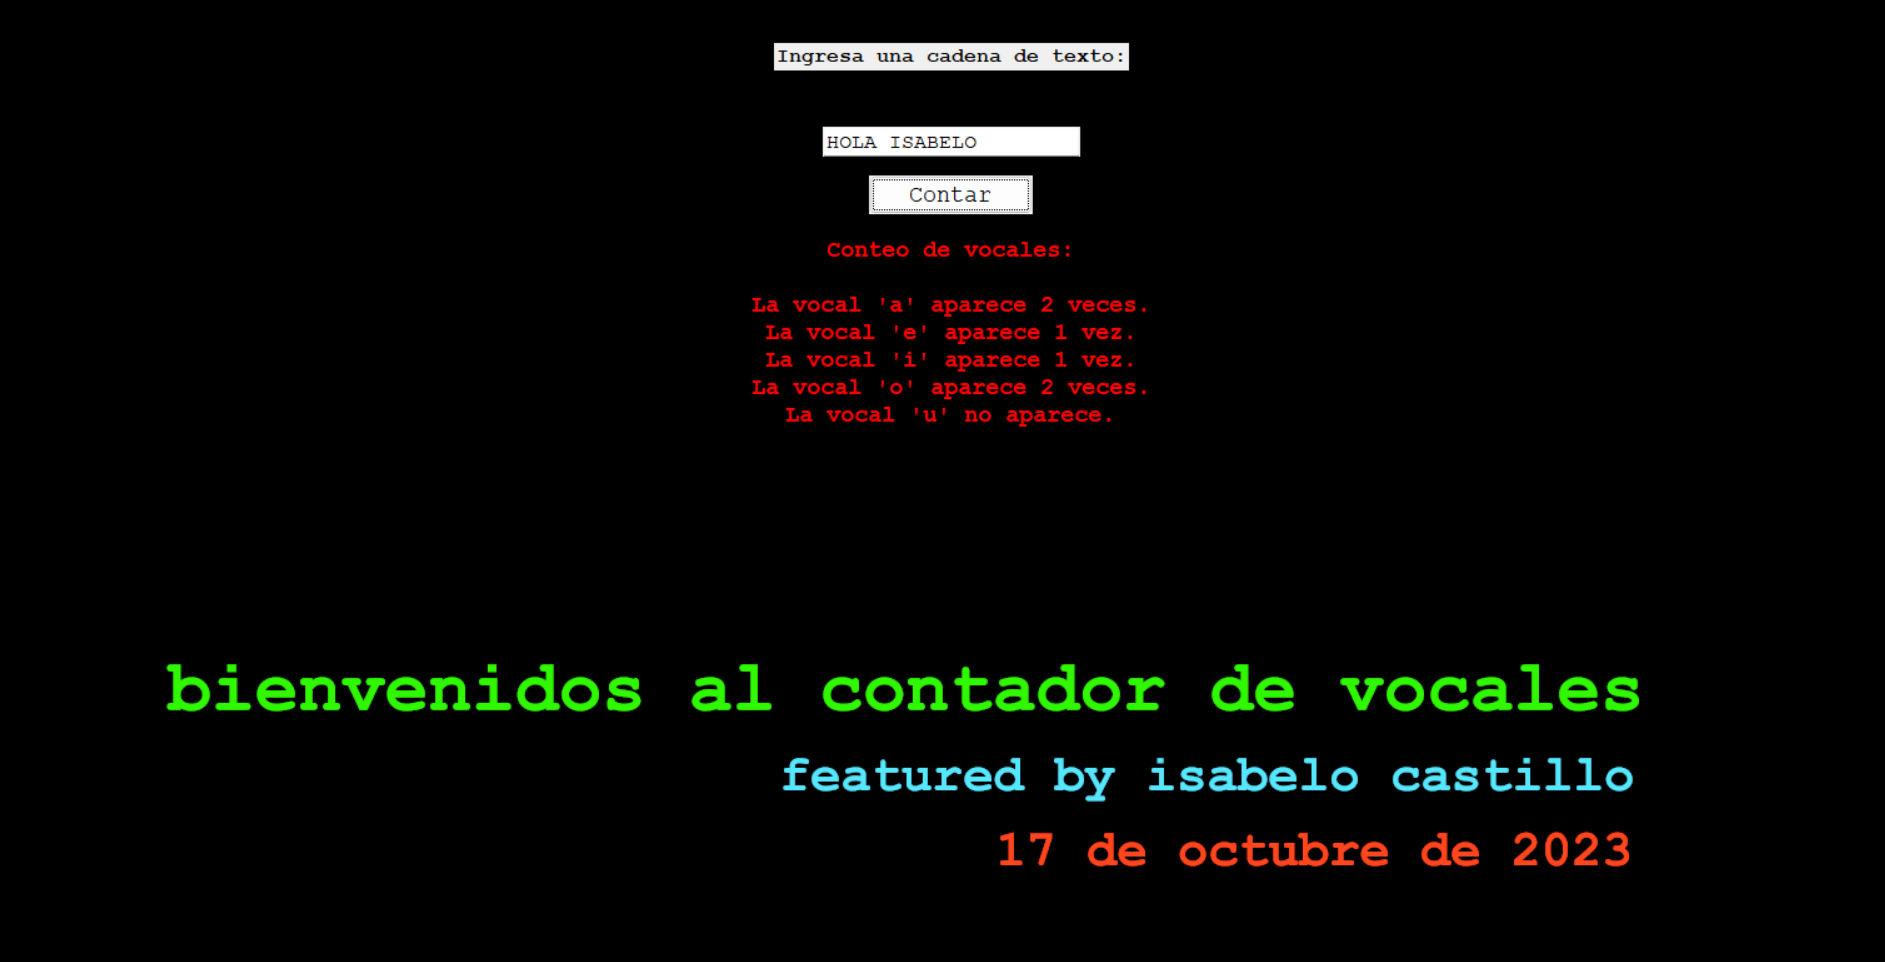 Ingresa una cadena de texto:
HOLA ISABELO
Contar
Conteo de vocales:
La vocal 'a' aparece 2 veces.
La vocal 'e' aparece 1 vez.
La vocal 'i' aparece 1 vez.
La vocal 'o' aparece 2 veces.
La vocal 'u' no aparece.
bienvenidos al contador de vocales
featured by isabelo castillo
17 de octubre de 2023